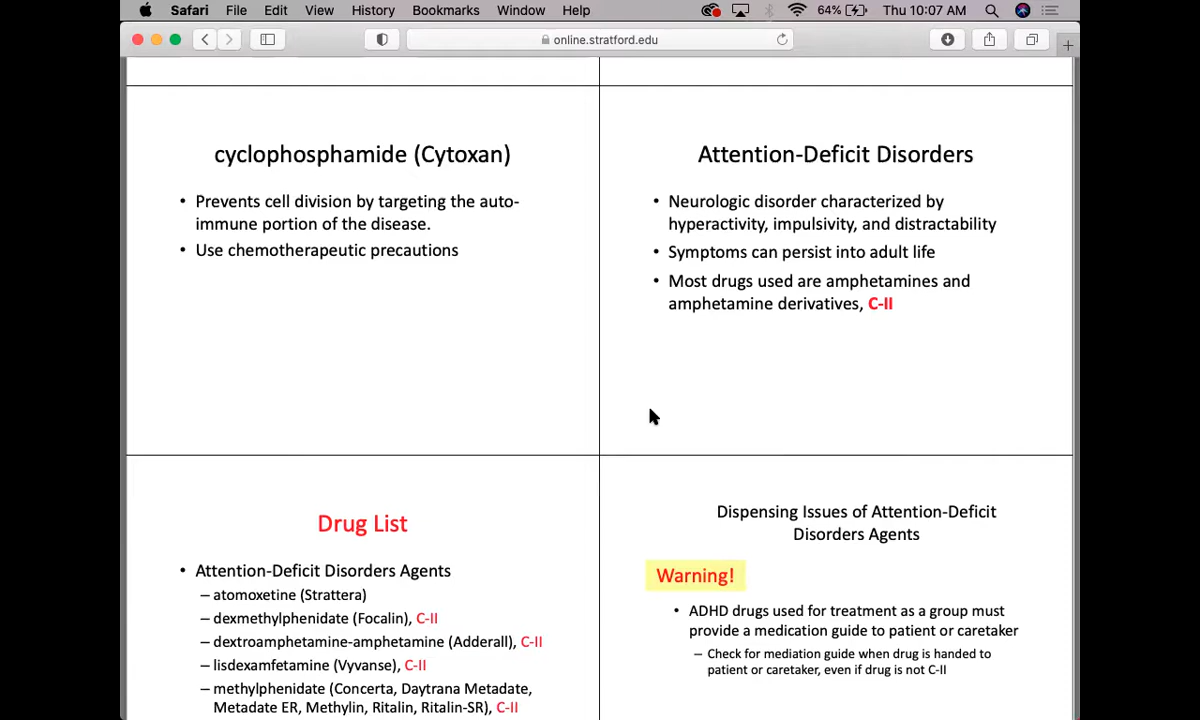 Safari File Edit View History Bookmarks Window Help 64% Thu 10:07 AM
online.stratford.edu
cyclophosphamide (Cytoxan)
• Prevents cell division by targeting the auto-
immune portion of the disease.
• Use chemotherapeutic precautions
Attention-Deficit Disorders
• Neurologic disorder characterized by
hyperactivity, impulsivity, and distractability
• Symptoms can persist into adult life
• Most drugs used are amphetamines and
amphetamine derivatives, C-II
Drug List
• Attention-Deficit Disorders Agents
– atomoxetine (Strattera)
– dexmethylphenidate (Focalin), C-II
– dextroamphetamine-amphetamine (Adderall), C-II
– lisdexamfetamine (Vyvanse), C-II
– methylphenidate (Concerta, Daytrana Metadate,
Metadate ER, Methylin, Ritalin, Ritalin-SR), C-II
Dispensing Issues of Attention-Deficit
Disorders Agents
Warning!
• ADHD drugs used for treatment as a group must
provide a medication guide to patient or caretaker
– Check for mediation guide when drug is handed to
patient or caretaker, even if drug is not C-II